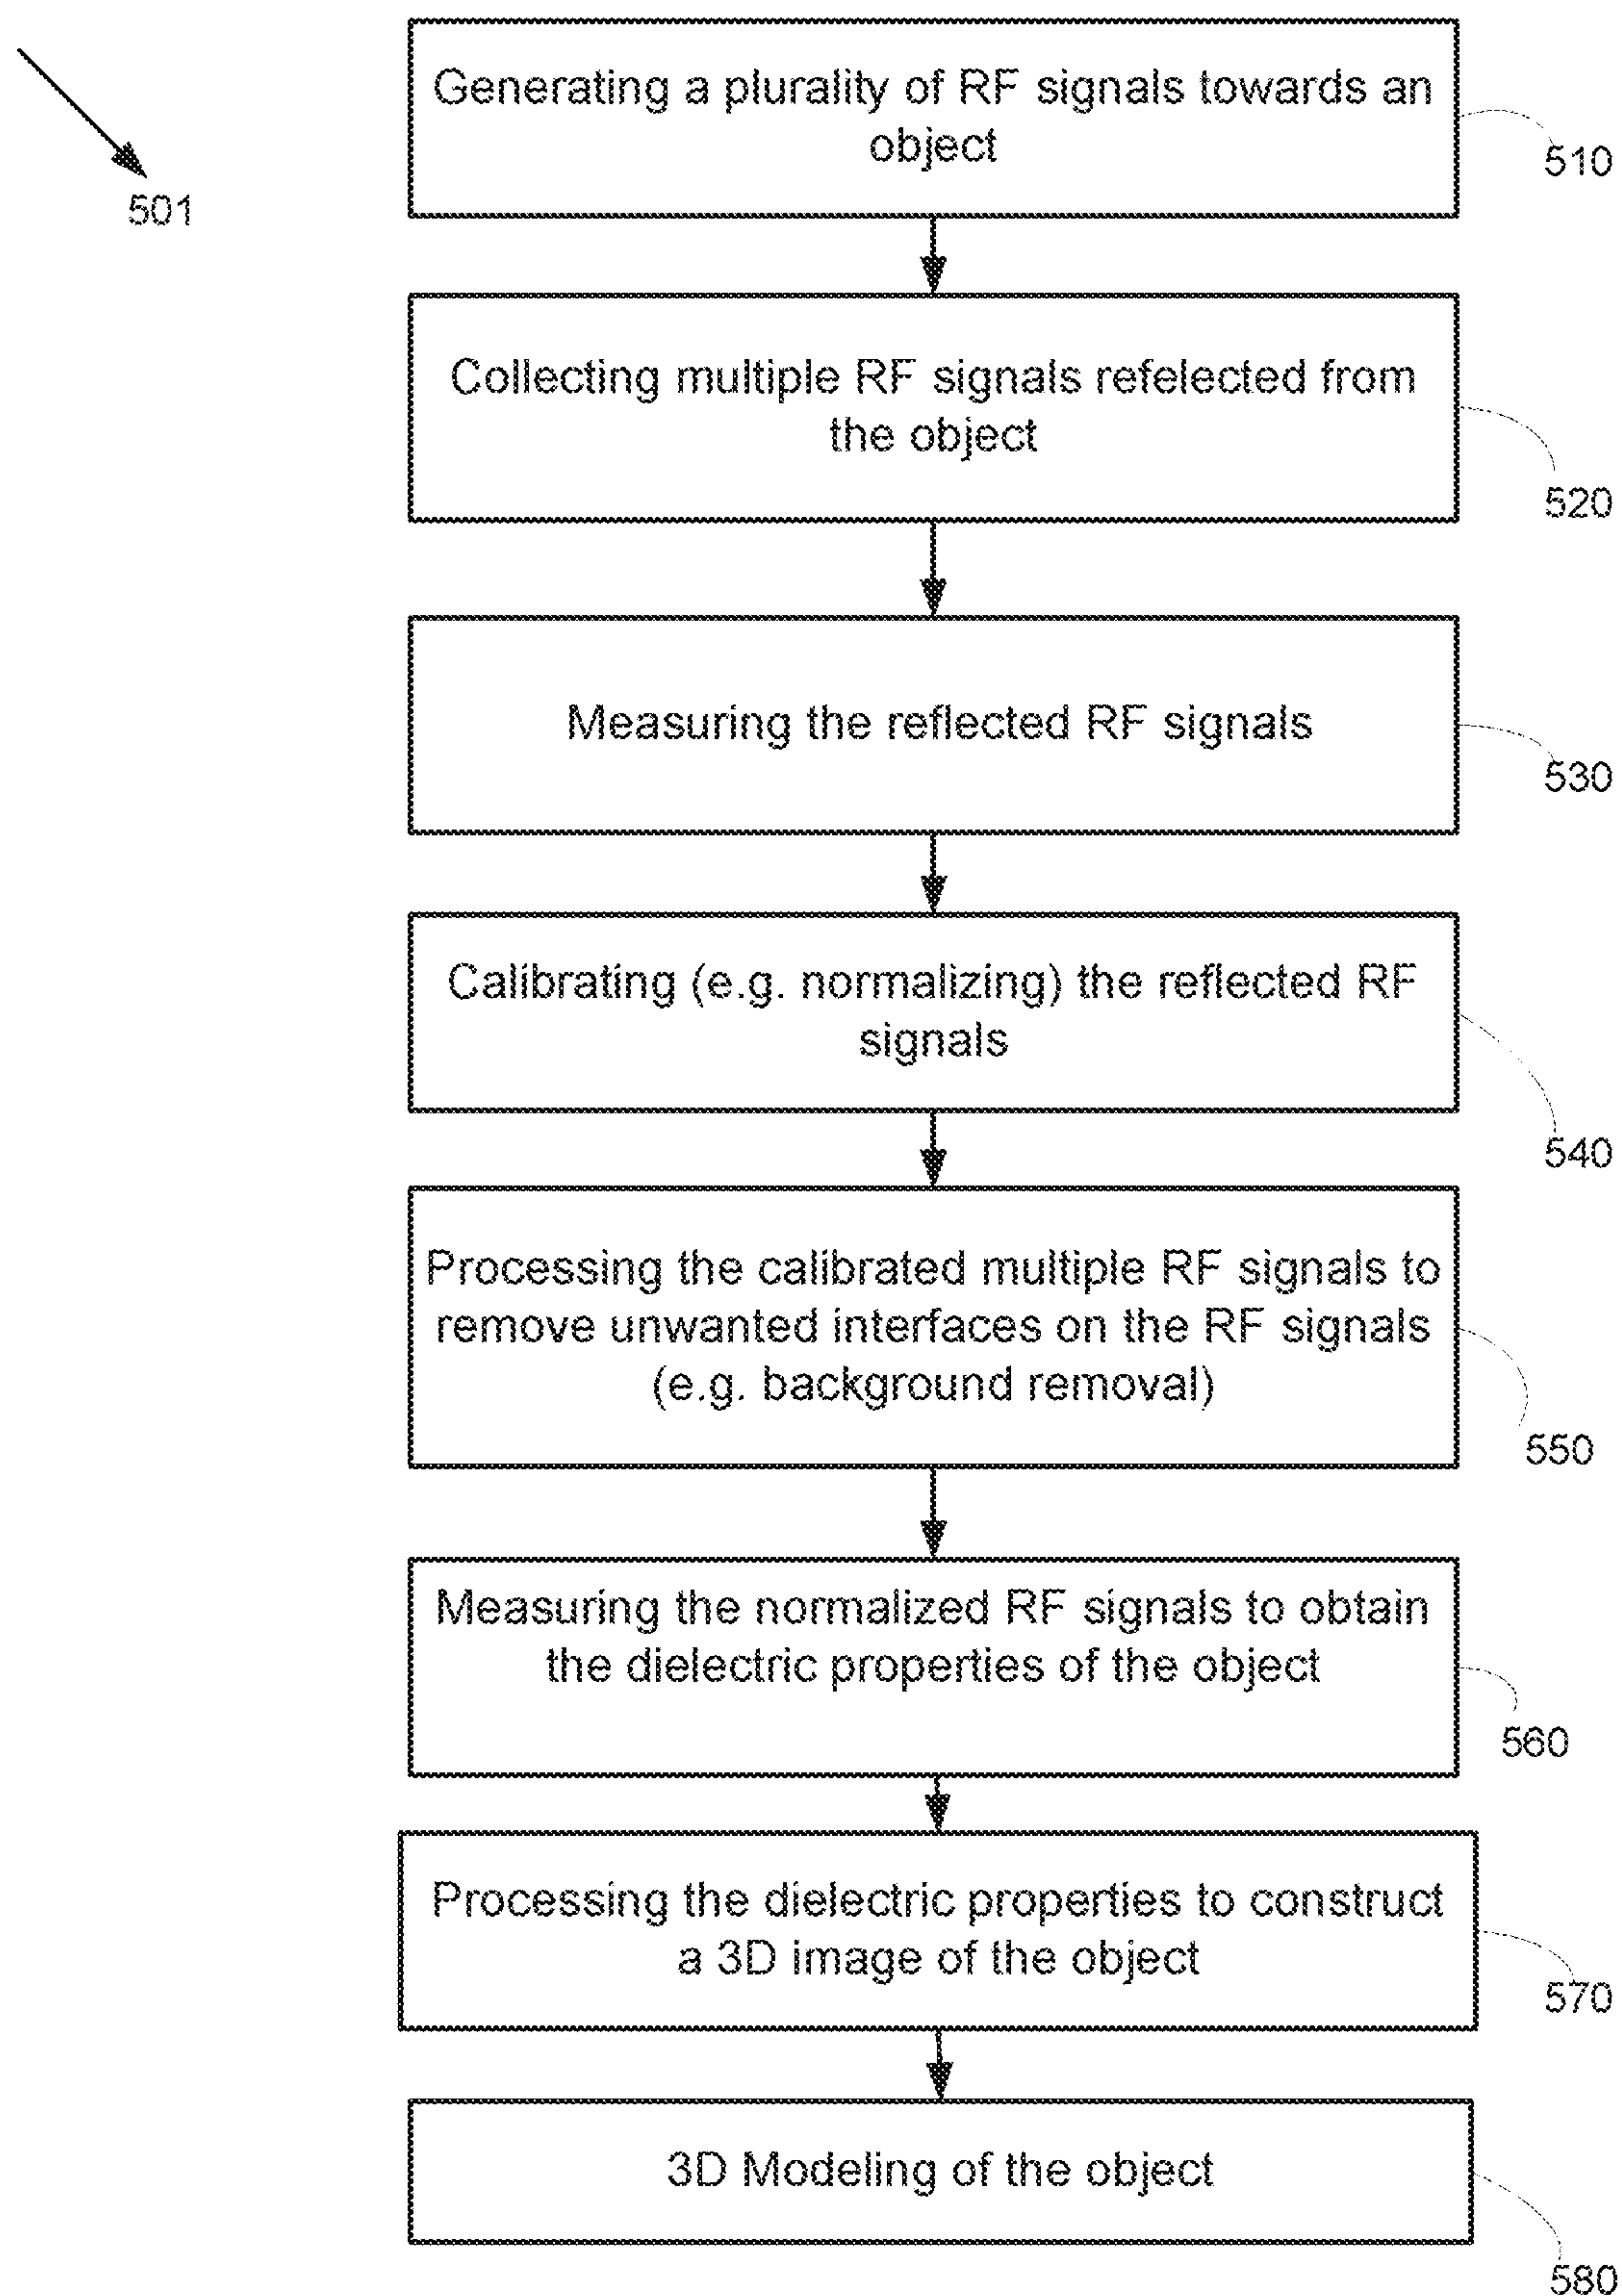 Generating a plurality of RF signals towards an
object
510
501
Collecting multiple RF signals refelected from
the object
520
Measuring the reflected RF signals
530
Calibrating (e.g. normalizing) the reflected RF
signals
540
Processing the calibrated multiple RF signals to
remove unwanted interfaces on the RF signals
(e.g. background removal)
550
Measuring the normalized RF signals to obtain
the dielectric properties of the object
560
Processing the dielectric properties to construct
a 3D image of the object
570
3D Modeling of the object
580